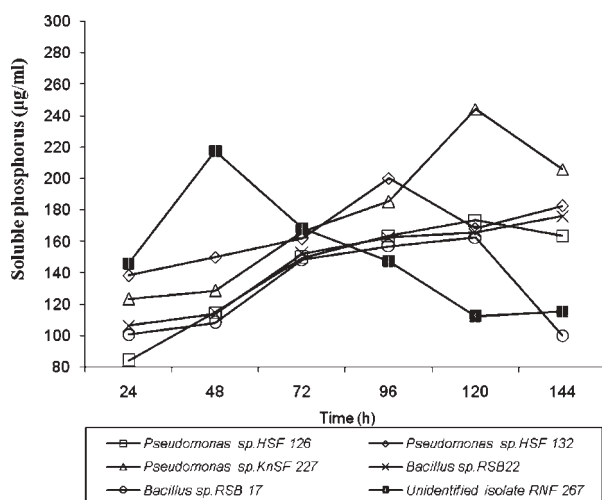 300
280
260
240
220
200
180
160
140
120
100
80
Soluble phosphorus (µg/ml)
24 48 72 96 120 144
Time (h)
Pseudomonas sp.HSF 126 Pseudomonas sp.HSF 132
Pseudomonas sp.KnSF 227 Bacillus sp.RSB22
Bacillus sp.RSB 17 Unidentified isolate RNF 267